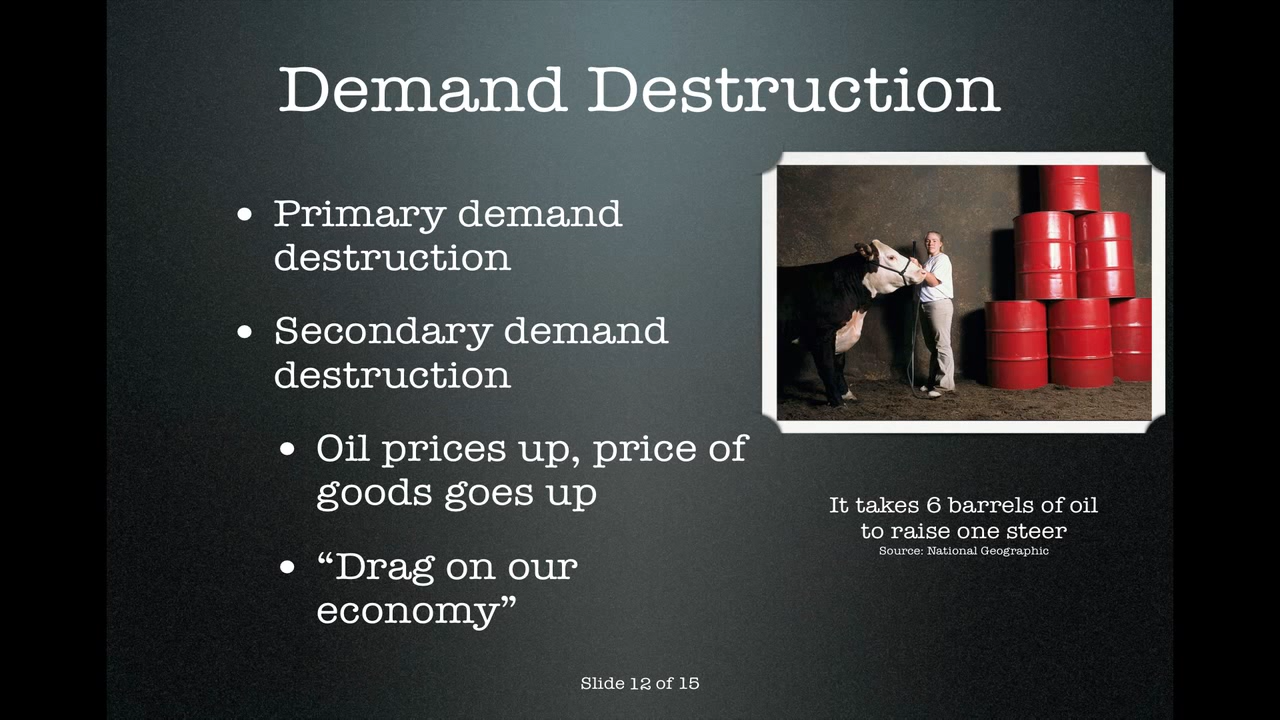 Demand Destruction
• Primary demand
destruction
• Secondary demand
destruction
• Oil prices up, price of
goods goes up
• “Drag on our
economy”
It takes 6 barrels of oil
to raise one steer
Source: National Geographic
Slide 12 of 15